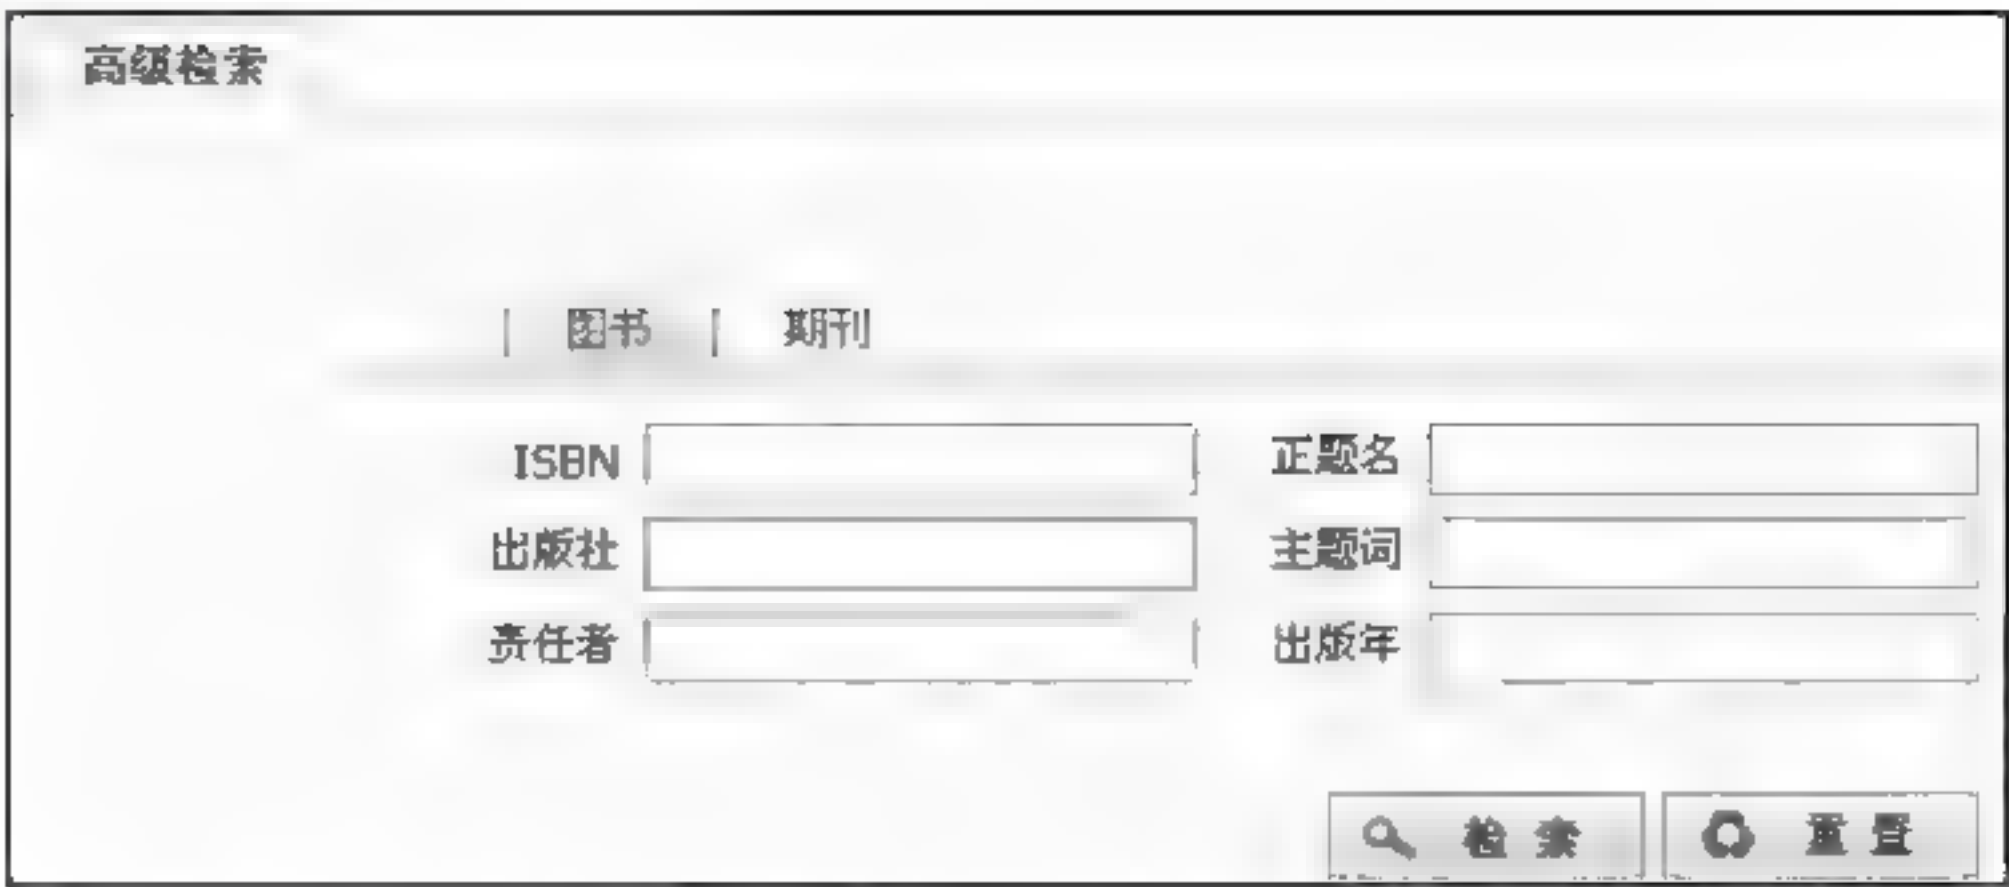 高级检索
| 图书 | 期刊
ISBN 正题名
出版社 主题词
责任者 出版年
检 索 重 置